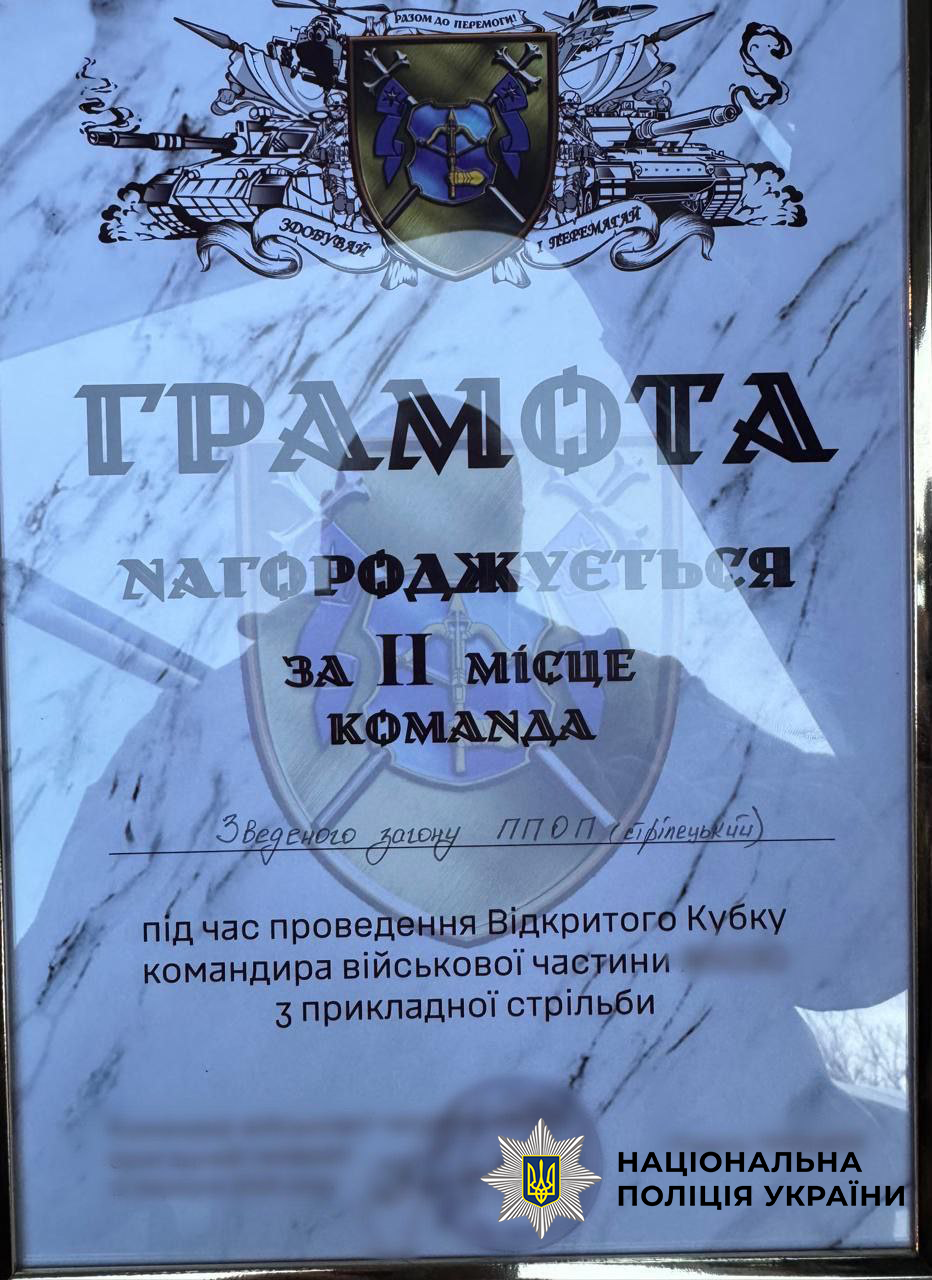 РАЗОМ ДО ПЕРЕМОГИ!
ЗДОБУВАЙ
І ПЕРЕМАГАЙ
ГРАМОТА
НАГОРОДЖУЄТЬСЯ
ЗА II МІСЦЕ
КОМАНДА
Зведеного загону ППОП (стрілецький)
під час проведення Відкритого Кубку
командира військової частини
з прикладної стрільби
НАЦІОНАЛЬНА
ПОЛІЦІЯ УКРАЇНИ